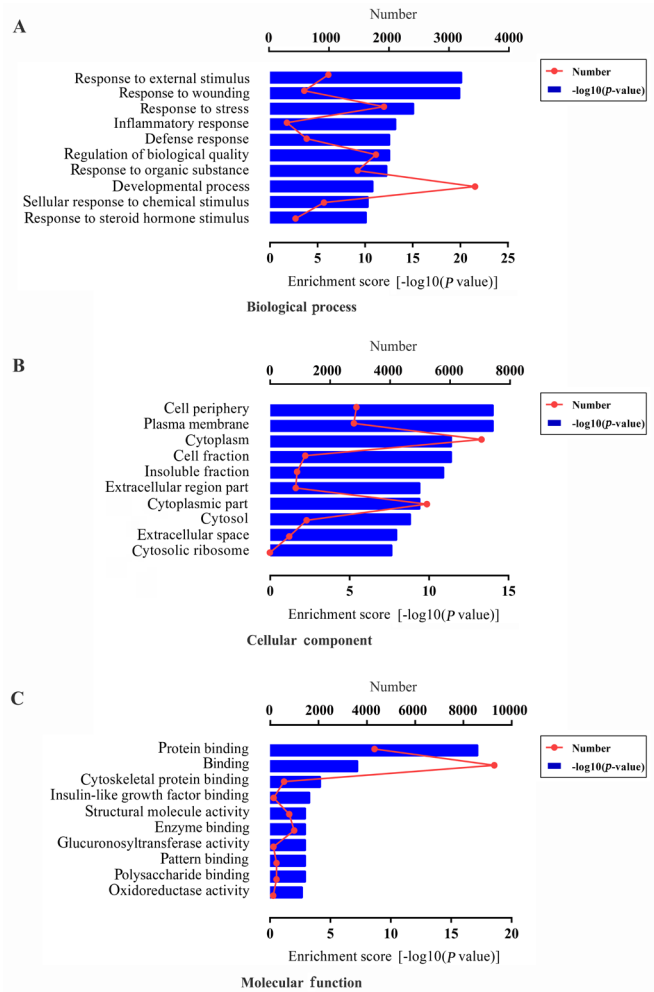 A
Number
0 1000 2000 3000 4000
Response to external stimulus
Response to wounding
Response to stress
Inflammatory response
Defense response
Regulation of biological quality
Response to organic substance
Developmental process
Sellular response to chemical stimulus
Response to steroid hormone stimulus
Number
-log10(p-value)
0 5 10 15 20 25
Enrichment score [-log10(P value)]
Biological process
B
Number
0 2000 4000 6000 8000
Cell periphery
Plasma membrane
Cytoplasm
Cell fraction
Insoluble fraction
Extracellular region part
Cytoplasmic part
Cytosol
Extracellular space
Cytosolic ribosome
Number
-log10(p-value)
0 5 10 15
Enrichment score [-log10(P value)]
Cellular component
C
Number
0 2000 4000 6000 8000 10000
Protein binding
Binding
Cytoskeletal protein binding
Insulin-like growth factor binding
Structural molecule activity
Enzyme binding
Glucuronosyltransferase activity
Pattern binding
Polysaccharide binding
Oxidoreductase activity
Number
-log10(p-value)
0 5 10 15 20
Enrichment score [-log10(P value)]
Molecular function